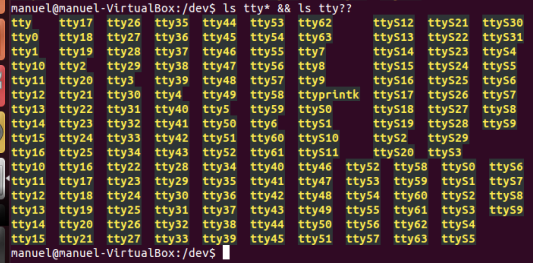 manuel@manuel-VirtualBox:/dev$ ls tty* && ls tty??
tty tty17 tty26 tty35 tty44 tty53 tty62 ttyS12 ttyS21 ttyS30
tty0 tty18 tty27 tty36 tty45 tty54 tty63 ttyS13 ttyS22 ttyS31
tty1 tty19 tty28 tty37 tty46 tty55 tty7 ttyS14 ttyS23 ttyS4
tty10 tty2 tty29 tty38 tty47 tty56 tty8 ttyS15 ttyS24 ttyS5
tty11 tty20 tty3 tty39 tty48 tty57 tty9 ttyS16 ttyS25 ttyS6
tty12 tty21 tty30 tty4 tty49 tty58 ttyprintk ttyS17 ttyS26 ttyS7
tty13 tty22 tty31 tty40 tty5 tty59 ttyS0 ttyS18 ttyS27 ttyS8
tty14 tty23 tty32 tty41 tty50 tty6 ttyS1 ttyS19 ttyS28 ttyS9
tty15 tty24 tty33 tty42 tty51 tty60 ttyS10 ttyS2 ttyS29
tty16 tty25 tty34 tty43 tty52 tty61 ttyS11 ttyS20 ttyS3
tty10 tty16 tty22 tty28 tty34 tty40 tty46 tty52 tty58 ttyS0 ttyS6
tty11 tty17 tty23 tty29 tty35 tty41 tty47 tty53 tty59 ttyS1 ttyS7
tty12 tty18 tty24 tty30 tty36 tty42 tty48 tty54 tty60 ttyS2 ttyS8
tty13 tty19 tty25 tty31 tty37 tty43 tty49 tty55 tty61 ttyS3 ttyS9
tty14 tty20 tty26 tty32 tty38 tty44 tty50 tty56 tty62 ttyS4
tty15 tty21 tty27 tty33 tty39 tty45 tty51 tty57 tty63 ttyS5
manuel@manuel-VirtualBox:/dev$